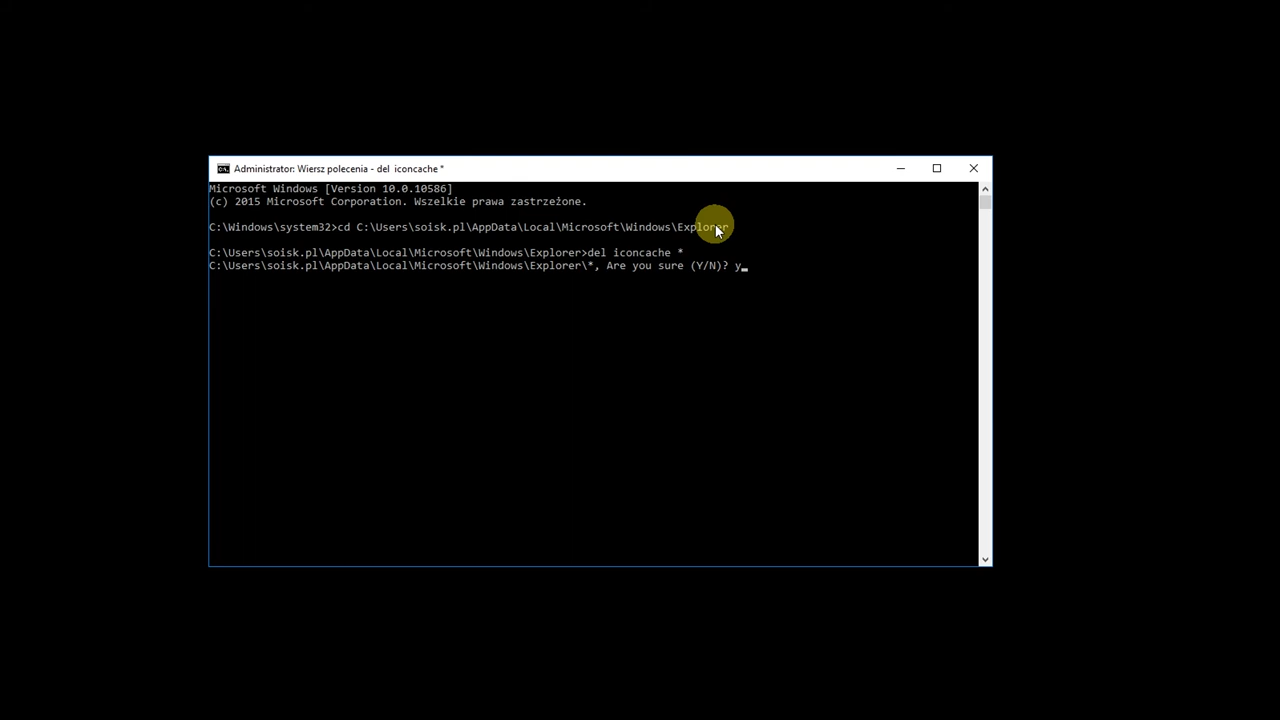 Administrator: Wiersz polecenia - del  iconcache *
Microsoft Windows [Version 10.0.10586]
(c) 2015 Microsoft Corporation. Wszelkie prawa zastrzeżone.
C:\Windows\system32>cd C:\Users\soisk.pl\AppData\Local\Microsoft\Windows\Explorer
C:\Users\soisk.pl\AppData\Local\Microsoft\Windows\Explorer>del iconcache *
C:\Users\soisk.pl\AppData\Local\Microsoft\Windows\Explorer\*, Are you sure (Y/N)? y